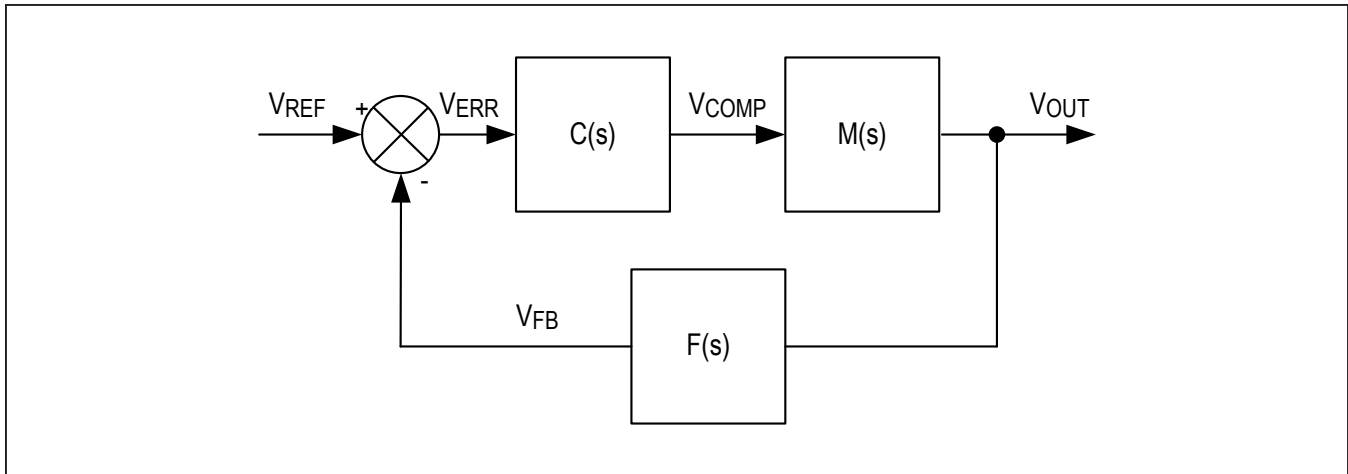 VREF
+
-
VERR
C(s)
VCOMP
M(s)
VOUT
VFB
F(s)